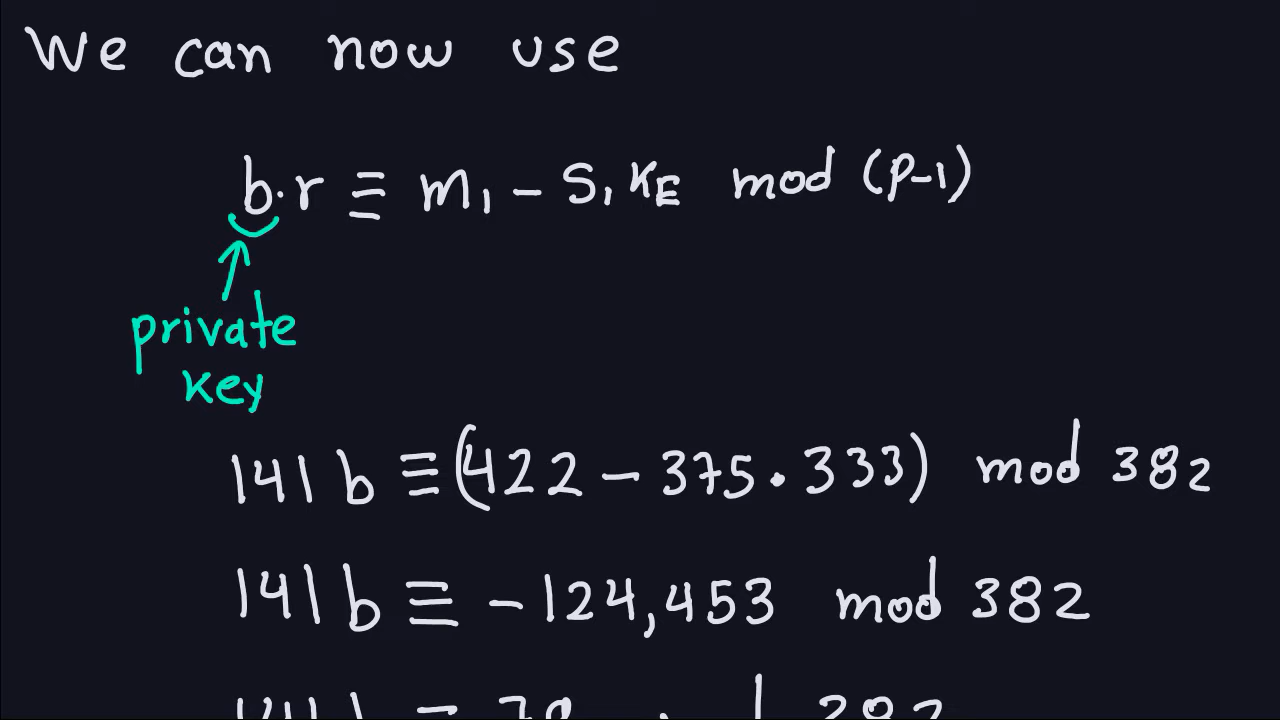 We can now use
b·r ≡ m₁ - S₁ K_E mod (p-1)
private
key
141 b ≡ (422 - 375·333) mod 382
141 b ≡ -124,453 mod 382